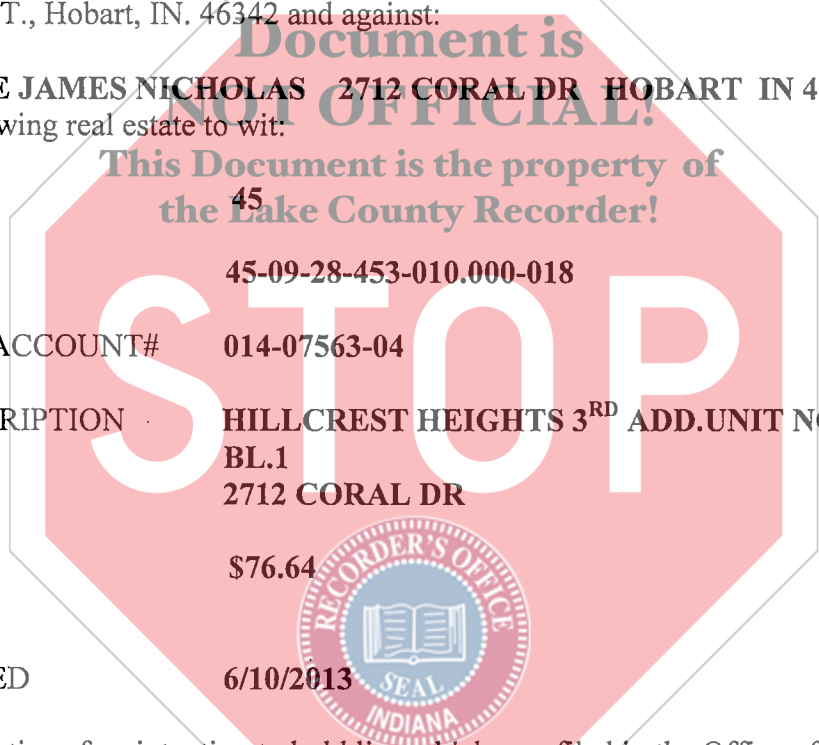 T., Hobart, IN. 46342 and against:
Document is
E JAMES NICHOLAS 2712 CORAL DR HOBART IN 4
NOT OFFICIAL!
wing real estate to wit:
This Document is the property of
45
the Lake County Recorder!
45-09-28-453-010.000-018
STOP
ACCOUNT# 014-07563-04
RIPTION HILLCREST HEIGHTS 3RD ADD.UNIT NO
BL.1
2712 CORAL DR
$76.64
RECORDER'S OFFICE
SEAL
INDIANA
ED 6/10/2013